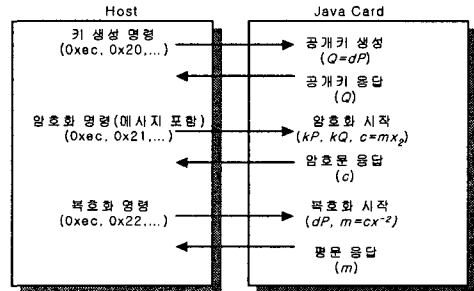 Host
Java Card
키 생성 명령
(0xec, 0x20,...)
공개키 생성
(Q=dP)
공개키 응답
(Q)
암호화 명령(메사지 포함)
(0xec, 0x21,...)
암호화 시작
(kP, kQ, c=mx₂)
암호문 응답
(c)
복호화 명령
(0xec, 0x22,...)
복호화 시작
(dP, m=cx⁻²)
평문 응답
(m)